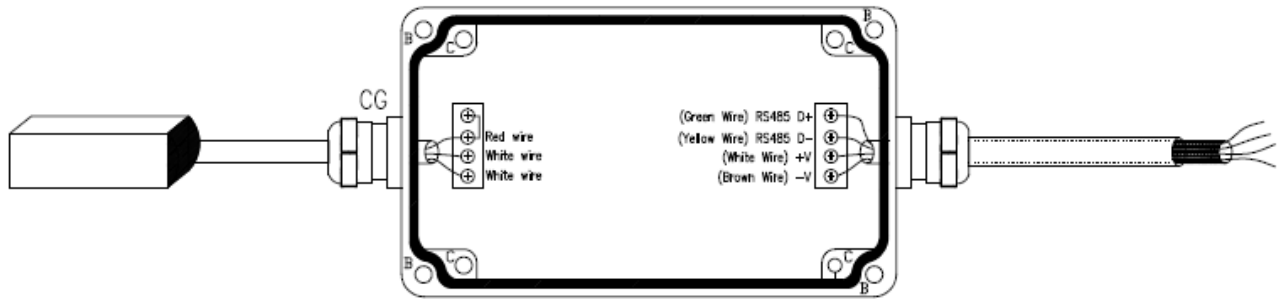 B
B
C
C
CG
(Green Wire) RS485 D+
Red wire
(Yellow Wire) RS485 D-
White wire
(White Wire) +V
White wire
(Brown Wire) -V
C
C
B
B